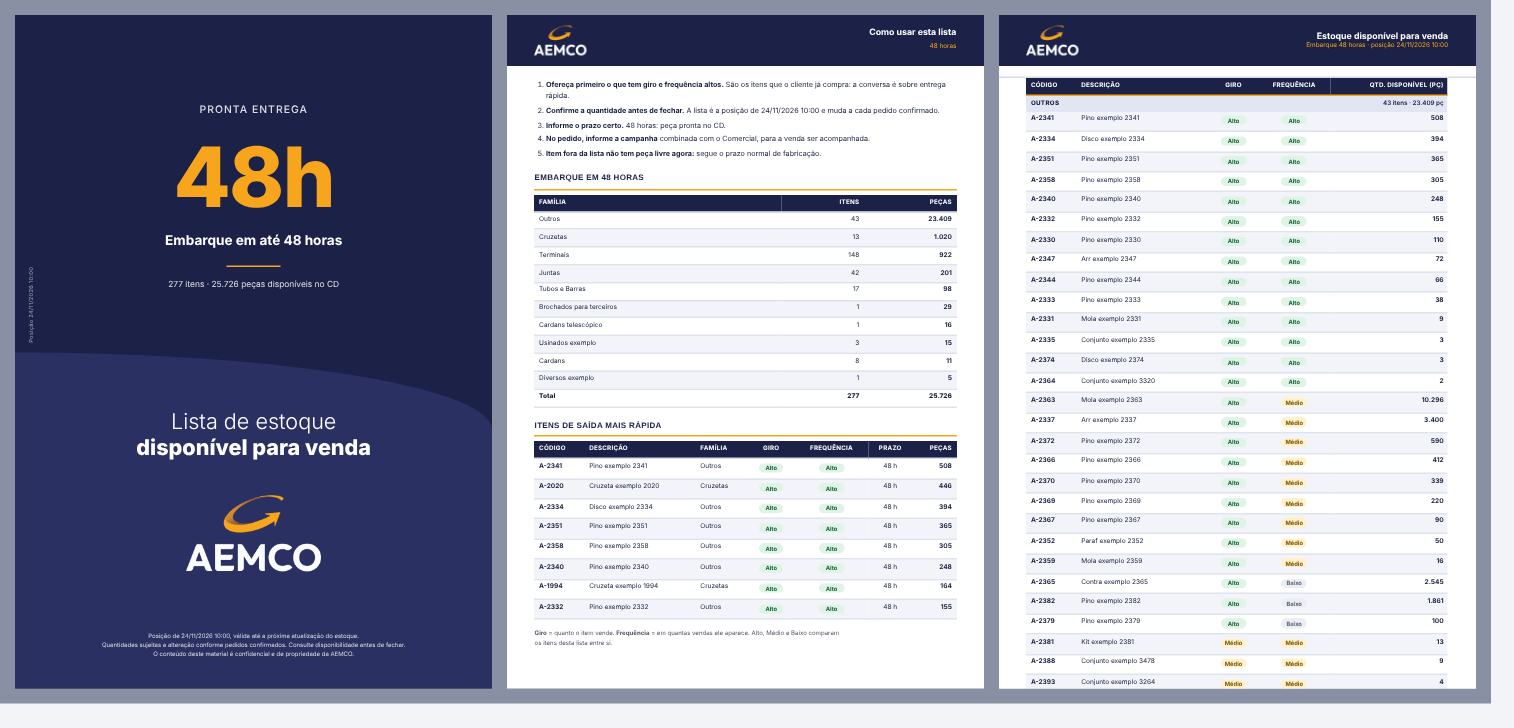 PRONTA ENTREGA
48h
Embarque em até 48 horas
277 itens · 25.726 peças disponíveis no CD
Posição 24/11/2026 10:00
Lista de estoque
disponível para venda
AEMCO
Posição de 24/11/2026 10:00, válida até a próxima atualização do estoque.
Quantidades sujeitas a alteração conforme pedidos confirmados. Consulte disponibilidade antes de fechar.
O conteúdo deste material é confidencial e de propriedade da AEMCO.
AEMCO
Como usar esta lista
48 horas
1. Ofereça primeiro o que tem giro e frequência altos. São os itens que o cliente já compra: a conversa é sobre entrega
rápida.
2. Confirme a quantidade antes de fechar. A lista é a posição de 24/11/2026 10:00 e muda a cada pedido confirmado.
3. Informe o prazo certo. 48 horas: peça pronta no CD.
4. No pedido, informe a campanha combinada com o Comercial, para a venda ser acompanhada.
5. Item fora da lista não tem peça livre agora: segue o prazo normal de fabricação.
EMBARQUE EM 48 HORAS
FAMÍLIA ITENS PEÇAS
Outros 43 23.409
Cruzetas 13 1.020
Terminais 148 922
Juntas 42 201
Tubos e Barras 17 98
Brochados para terceiros 1 29
Cardans telescópico 1 16
Usinados exemplo 3 15
Cardans 8 11
Diversos exemplo 1 5
Total 277 25.726
ITENS DE SAÍDA MAIS RÁPIDA
CÓDIGO DESCRIÇÃO FAMÍLIA GIRO FREQUÊNCIA PRAZO PEÇAS
A-2341 Pino exemplo 2341 Outros Alto Alto 48 h 508
A-2020 Cruzeta exemplo 2020 Cruzetas Alto Alto 48 h 446
A-2334 Disco exemplo 2334 Outros Alto Alto 48 h 394
A-2351 Pino exemplo 2351 Outros Alto Alto 48 h 365
A-2358 Pino exemplo 2358 Outros Alto Alto 48 h 305
A-2340 Pino exemplo 2340 Outros Alto Alto 48 h 248
A-1994 Cruzeta exemplo 1994 Cruzetas Alto Alto 48 h 164
A-2332 Pino exemplo 2332 Outros Alto Alto 48 h 155
Giro = quanto o item vende. Frequência = em quantas vendas ele aparece. Alto, Médio e Baixo comparam
os itens desta lista entre si.
AEMCO
Estoque disponível para venda
Embarque 48 horas · posição 24/11/2026 10:00
CÓDIGO DESCRIÇÃO GIRO FREQUÊNCIA QTD. DISPONÍVEL (PÇ)
OUTROS 43 itens · 23.409 pç
A-2341 Pino exemplo 2341 Alto Alto 508
A-2334 Disco exemplo 2334 Alto Alto 394
A-2351 Pino exemplo 2351 Alto Alto 365
A-2358 Pino exemplo 2358 Alto Alto 305
A-2340 Pino exemplo 2340 Alto Alto 248
A-2332 Pino exemplo 2332 Alto Alto 155
A-2330 Pino exemplo 2330 Alto Alto 110
A-2347 Arr exemplo 2347 Alto Alto 72
A-2344 Pino exemplo 2344 Alto Alto 66
A-2333 Pino exemplo 2333 Alto Alto 38
A-2331 Mola exemplo 2331 Alto Alto 9
A-2335 Conjunto exemplo 2335 Alto Alto 3
A-2374 Disco exemplo 2374 Alto Alto 3
A-2364 Conjunto exemplo 3320 Alto Alto 2
A-2363 Mola exemplo 2363 Alto Médio 10.296
A-2337 Arr exemplo 2337 Alto Médio 3.400
A-2372 Pino exemplo 2372 Alto Médio 590
A-2366 Pino exemplo 2366 Alto Médio 412
A-2370 Pino exemplo 2370 Alto Médio 339
A-2369 Pino exemplo 2369 Alto Médio 220
A-2367 Pino exemplo 2367 Alto Médio 90
A-2352 Paraf exemplo 2352 Alto Médio 50
A-2359 Mola exemplo 2359 Alto Médio 16
A-2365 Contra exemplo 2365 Alto Baixo 2.545
A-2382 Pino exemplo 2382 Alto Baixo 1.861
A-2379 Pino exemplo 2379 Alto Baixo 100
A-2381 Kit exemplo 2381 Médio Médio 13
A-2388 Conjunto exemplo 3478 Médio Médio 9
A-2393 Conjunto exemplo 3264 Médio Médio 4